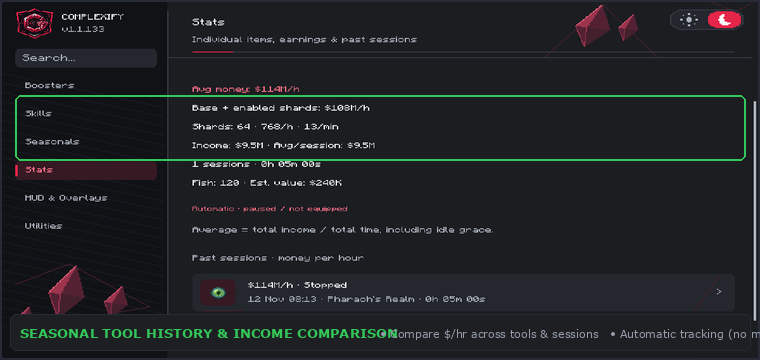 COMPLEXIFY
v1.1.133
Search...
Boosters
Skills
Seasonals
Stats
HUD & Overlays
Utilities
Stats
Individual items, earnings & past sessions
Avg money: $114M/h
Base + enabled shards: $108M/h
Shards: 64 · 768/h · 13/min
Income: $9.5M · Avg/session: $9.5M
1 sessions · 0h 05m 00s
Fish: 120 · Est. value: $240K
Automatic · paused / not equipped
Average = total income / total time, including idle grace.
Past sessions · money per hour
$114M/h · Stopped
12 Nov 08:13 · Pharaoh's Realm · 0h 05m 00s
SEASONAL TOOL HISTORY & INCOME COMPARISON
• Compare $/hr across tools & sessions • Automatic tracking (no m